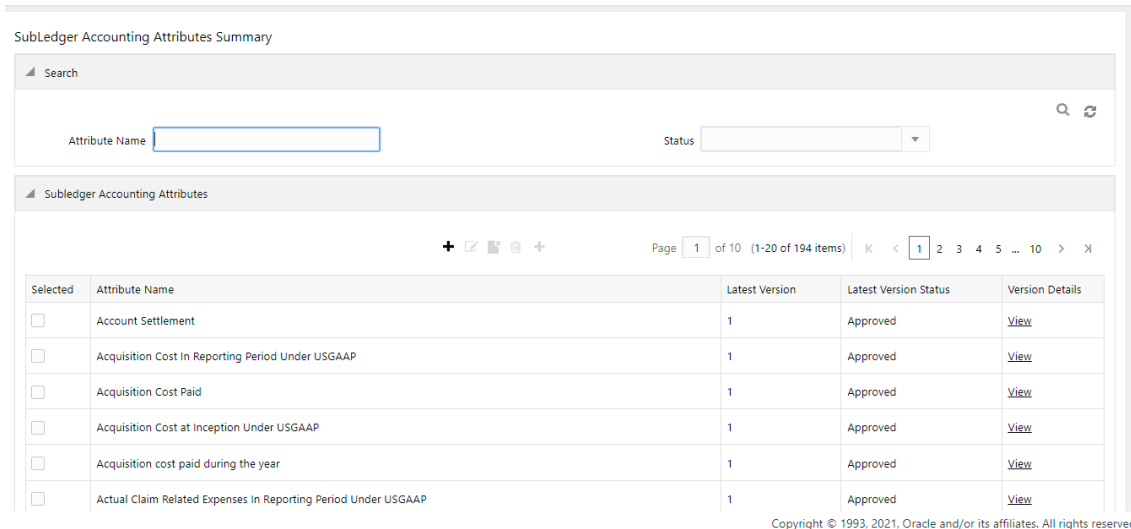 SubLedger Accounting Attributes Summary
Search
Attribute Name Status
Subledger Accounting Attributes
Page 1 of 10 (1-20 of 194 items) 1 2 3 4 5 ... 10
Selected Attribute Name Latest Version Latest Version Status Version Details
Account Settlement 1 Approved View
Acquisition Cost In Reporting Period Under USGAAP 1 Approved View
Acquisition Cost Paid 1 Approved View
Acquisition Cost at Inception Under USGAAP 1 Approved View
Acquisition cost paid during the year 1 Approved View
Actual Claim Related Expenses In Reporting Period Under USGAAP 1 Approved View
Copyright © 1993, 2021, Oracle and/or its affiliates. All rights reserve